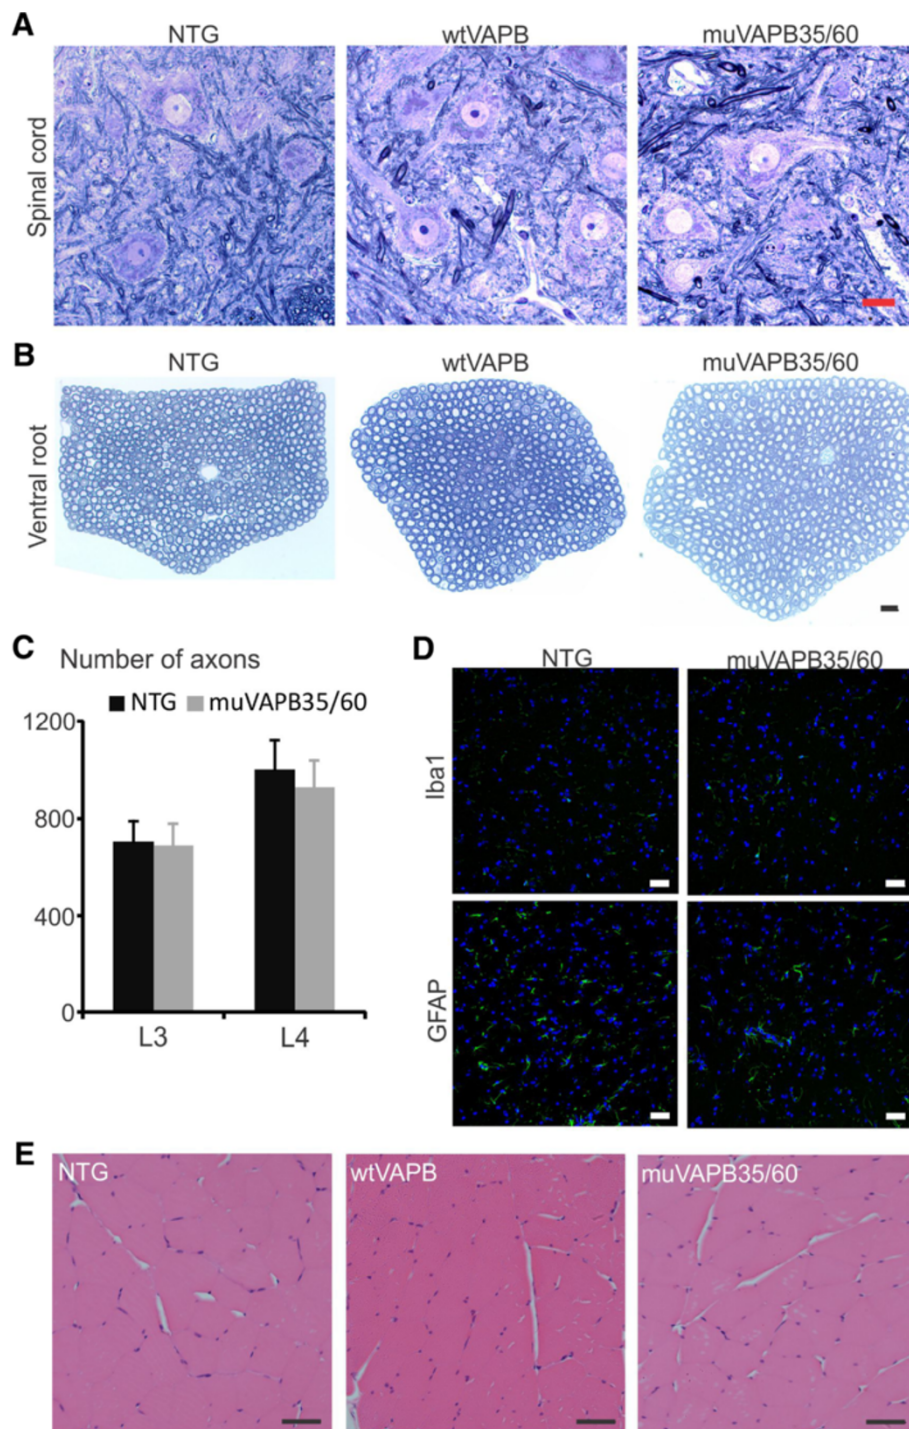 A
NTG wtVAPB muVAPB35/60
Spinal cord
B
NTG wtVAPB muVAPB35/60
Ventral root
C
Number of axons
NTG muVAPB35/60
1200
800
400
0
L3 L4
D
NTG muVAPB35/60
Iba1
GFAP
E
NTG wtVAPB muVAPB35/60